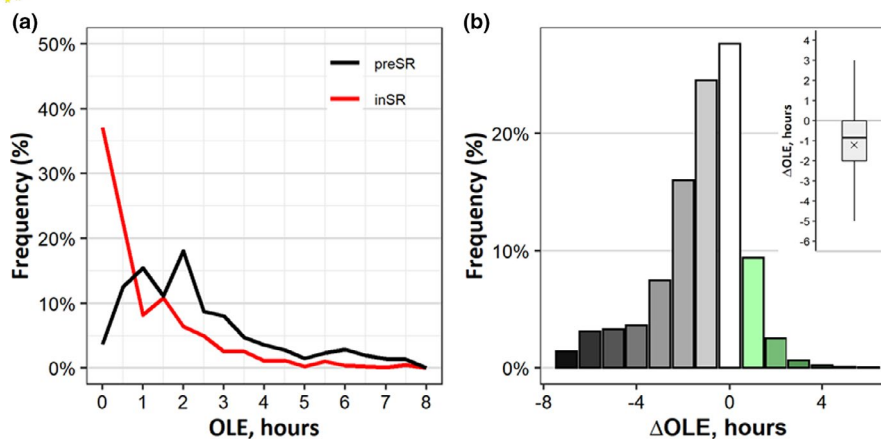 (a)
Frequency (%)
50%
40%
30%
20%
10%
0%
preSR
inSR
0 1 2 3 4 5 6 7 8
OLE, hours
(b)
Frequency (%)
20%
10%
0%
-8 -4 0 4
ΔOLE, hours
ΔOLE, hours
4
3
2
1
0
-1
-2
-3
-4
-5
-6